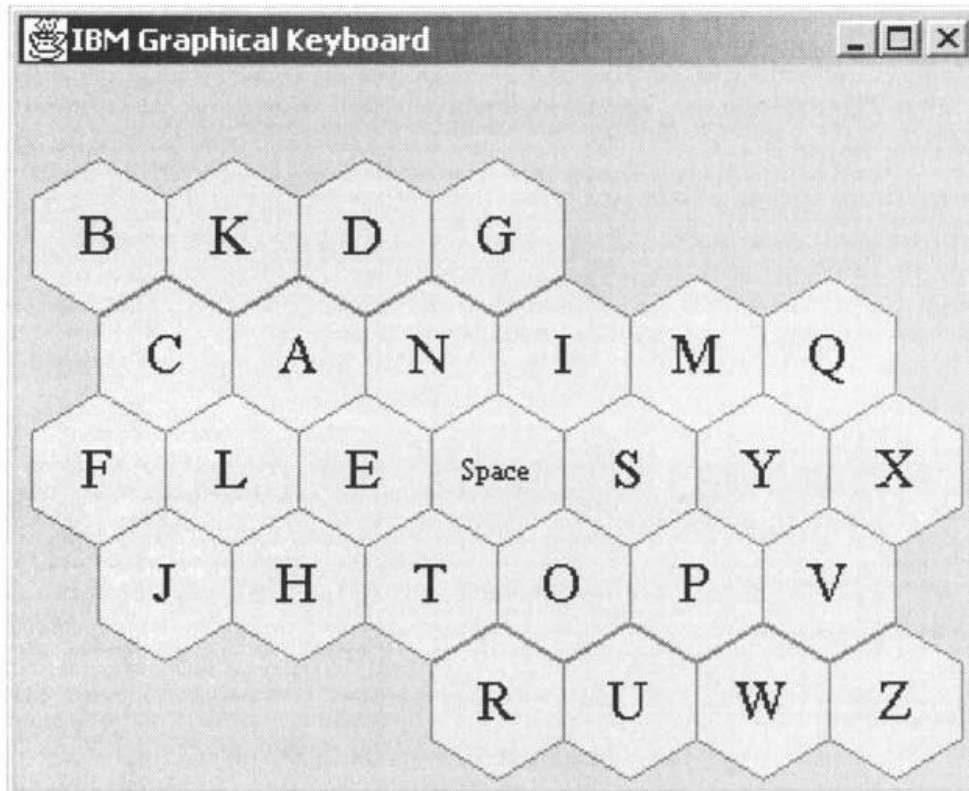 IBM Graphical Keyboard
B K D G
C A N I M Q
F L E Space S Y X
J H T O P V
R U W Z